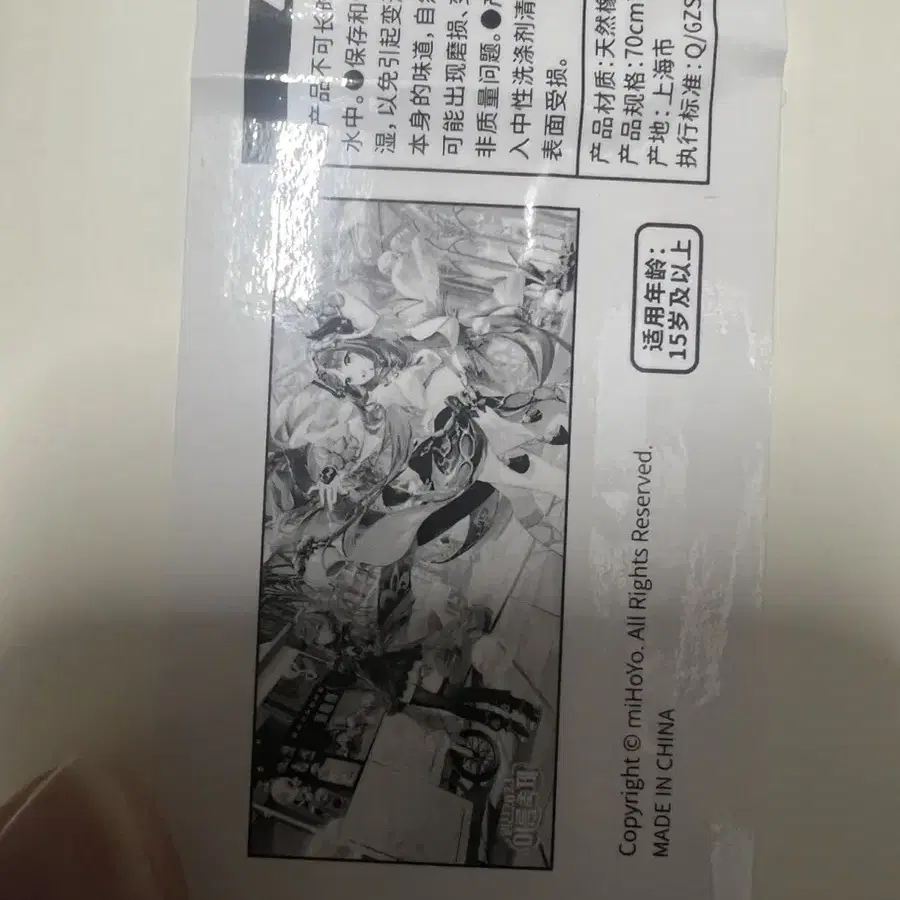 产品不可长时
水中。●保存和
湿，以免引起变
本身的味道，自
可能出现磨损、
非质量问题。●
入中性洗涤剂清
表面受损。
产品材质：天然橡
产品规格：70cm
产地：上海市
执行标准：Q/GZS
适用年龄：
15岁及以上
여름축제
Copyright © miHoYo. All Rights Reserved.
MADE IN CHINA